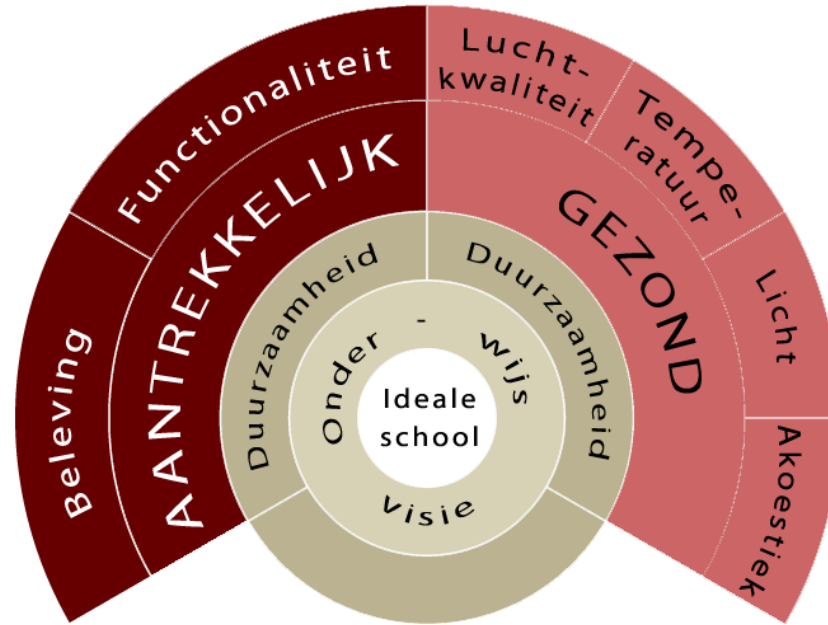 Functionaliteit
Beleving
AANTREKKELIJK
Lucht-
kwaliteit
Tempe-
ratuur
Licht
Akoestiek
GEZOND
Duurzaamheid
Duurzaamheid
Onder - wijs
visie
Ideale
school